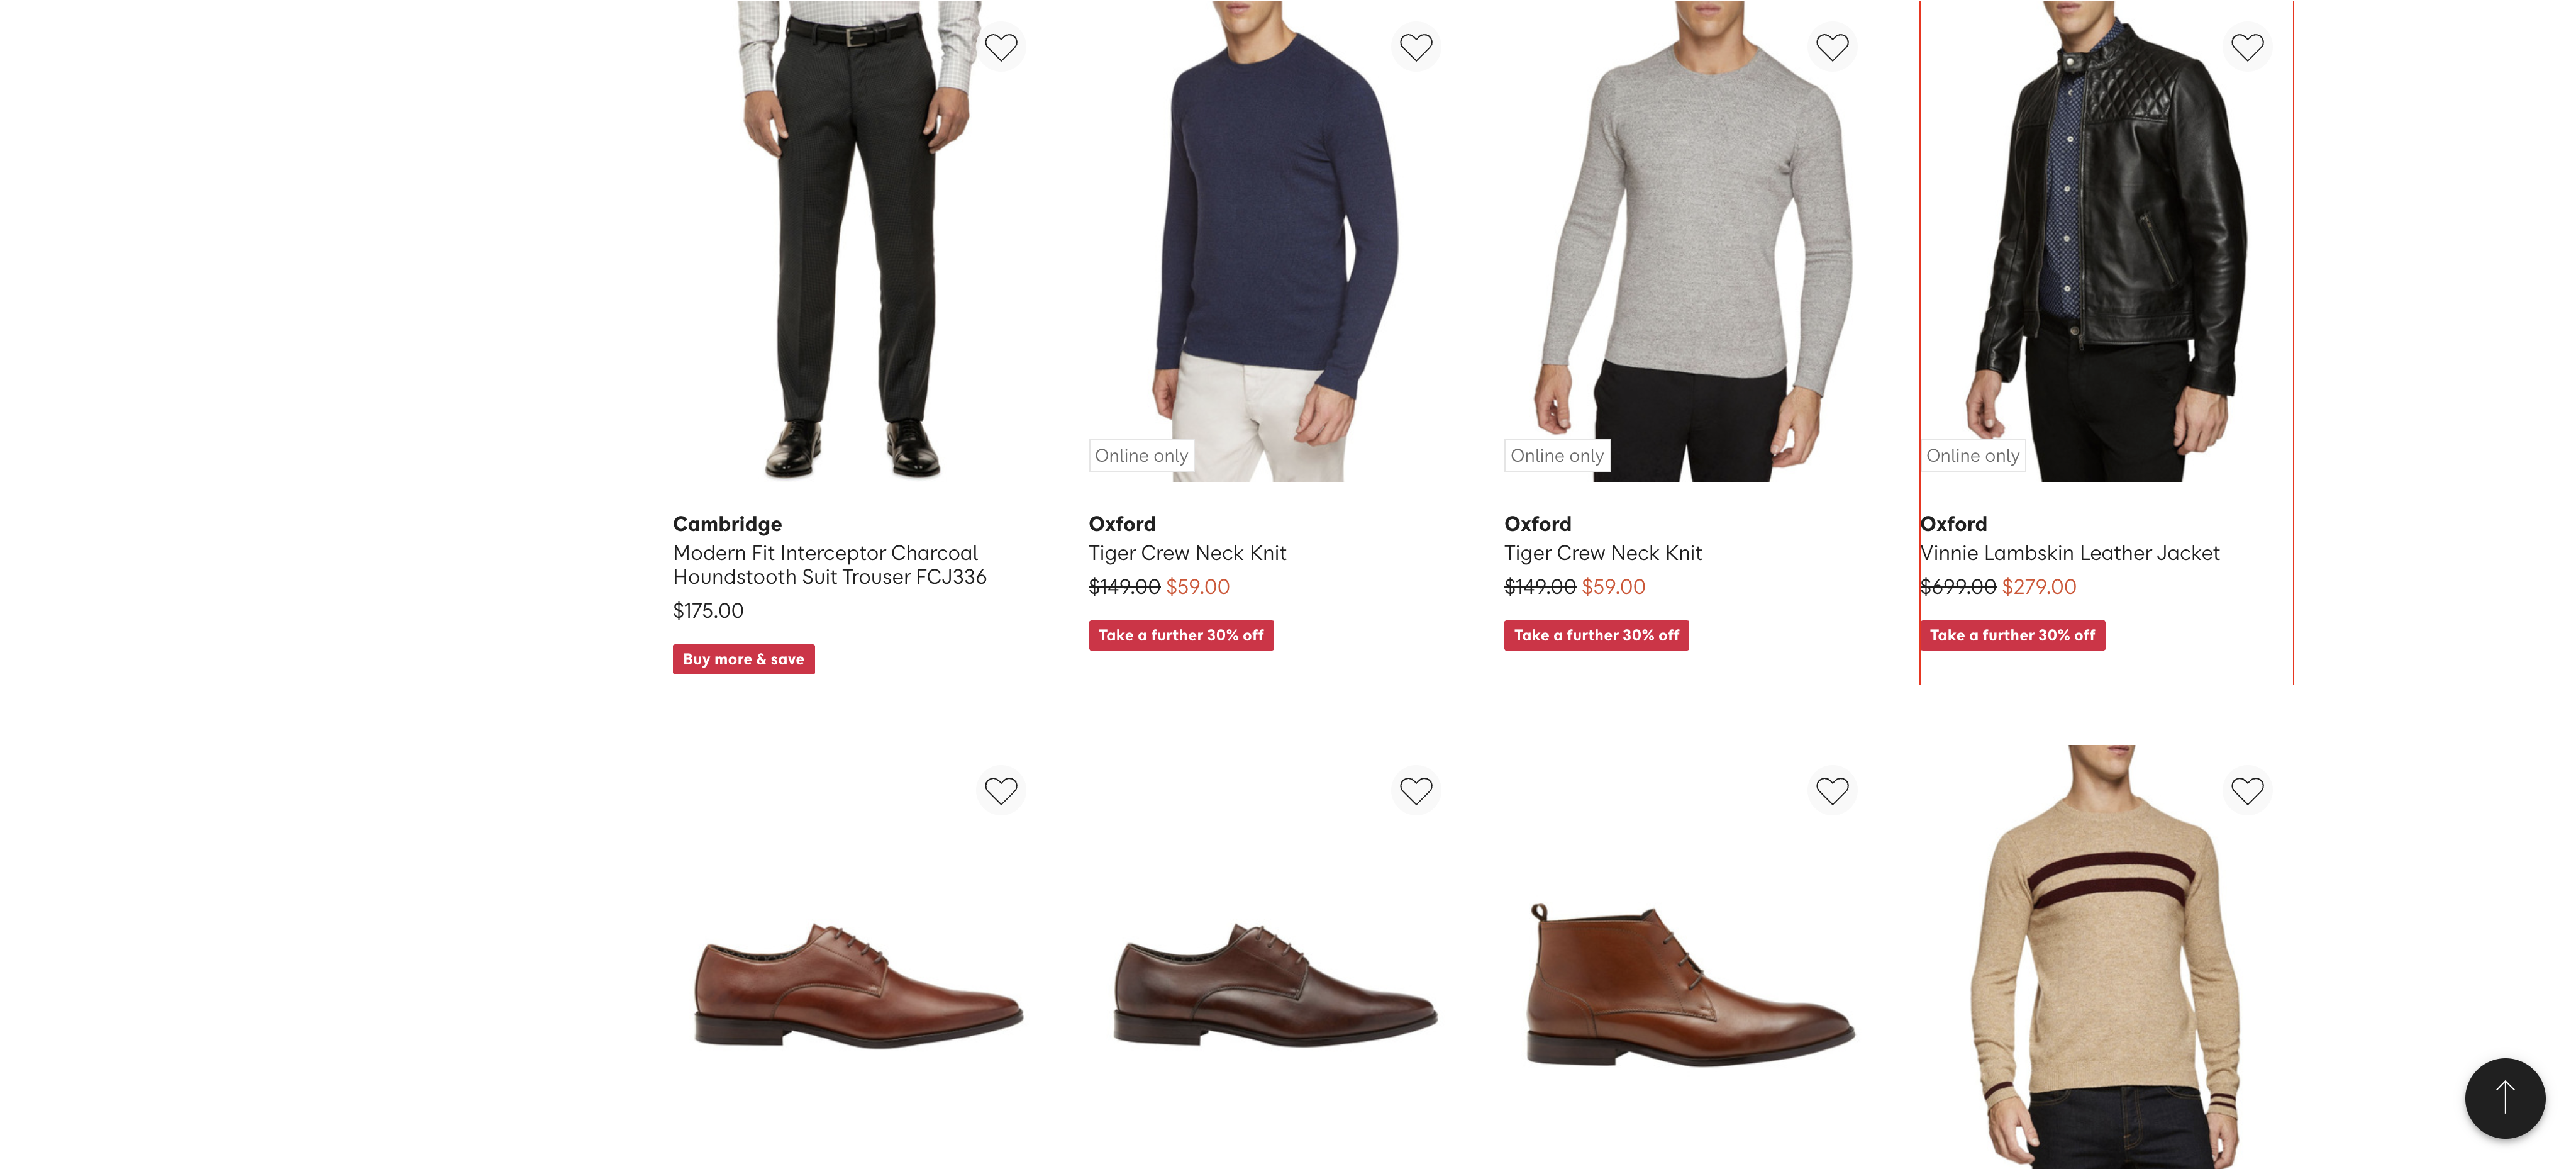 Online only
Online only
Online only
Cambridge
Modern Fit Interceptor Charcoal
Houndstooth Suit Trouser FCJ336
$175.00
Buy more & save
Oxford
Tiger Crew Neck Knit
$149.00 $59.00
Take a further 30% off
Oxford
Tiger Crew Neck Knit
$149.00 $59.00
Take a further 30% off
Oxford
Vinnie Lambskin Leather Jacket
$699.00 $279.00
Take a further 30% off